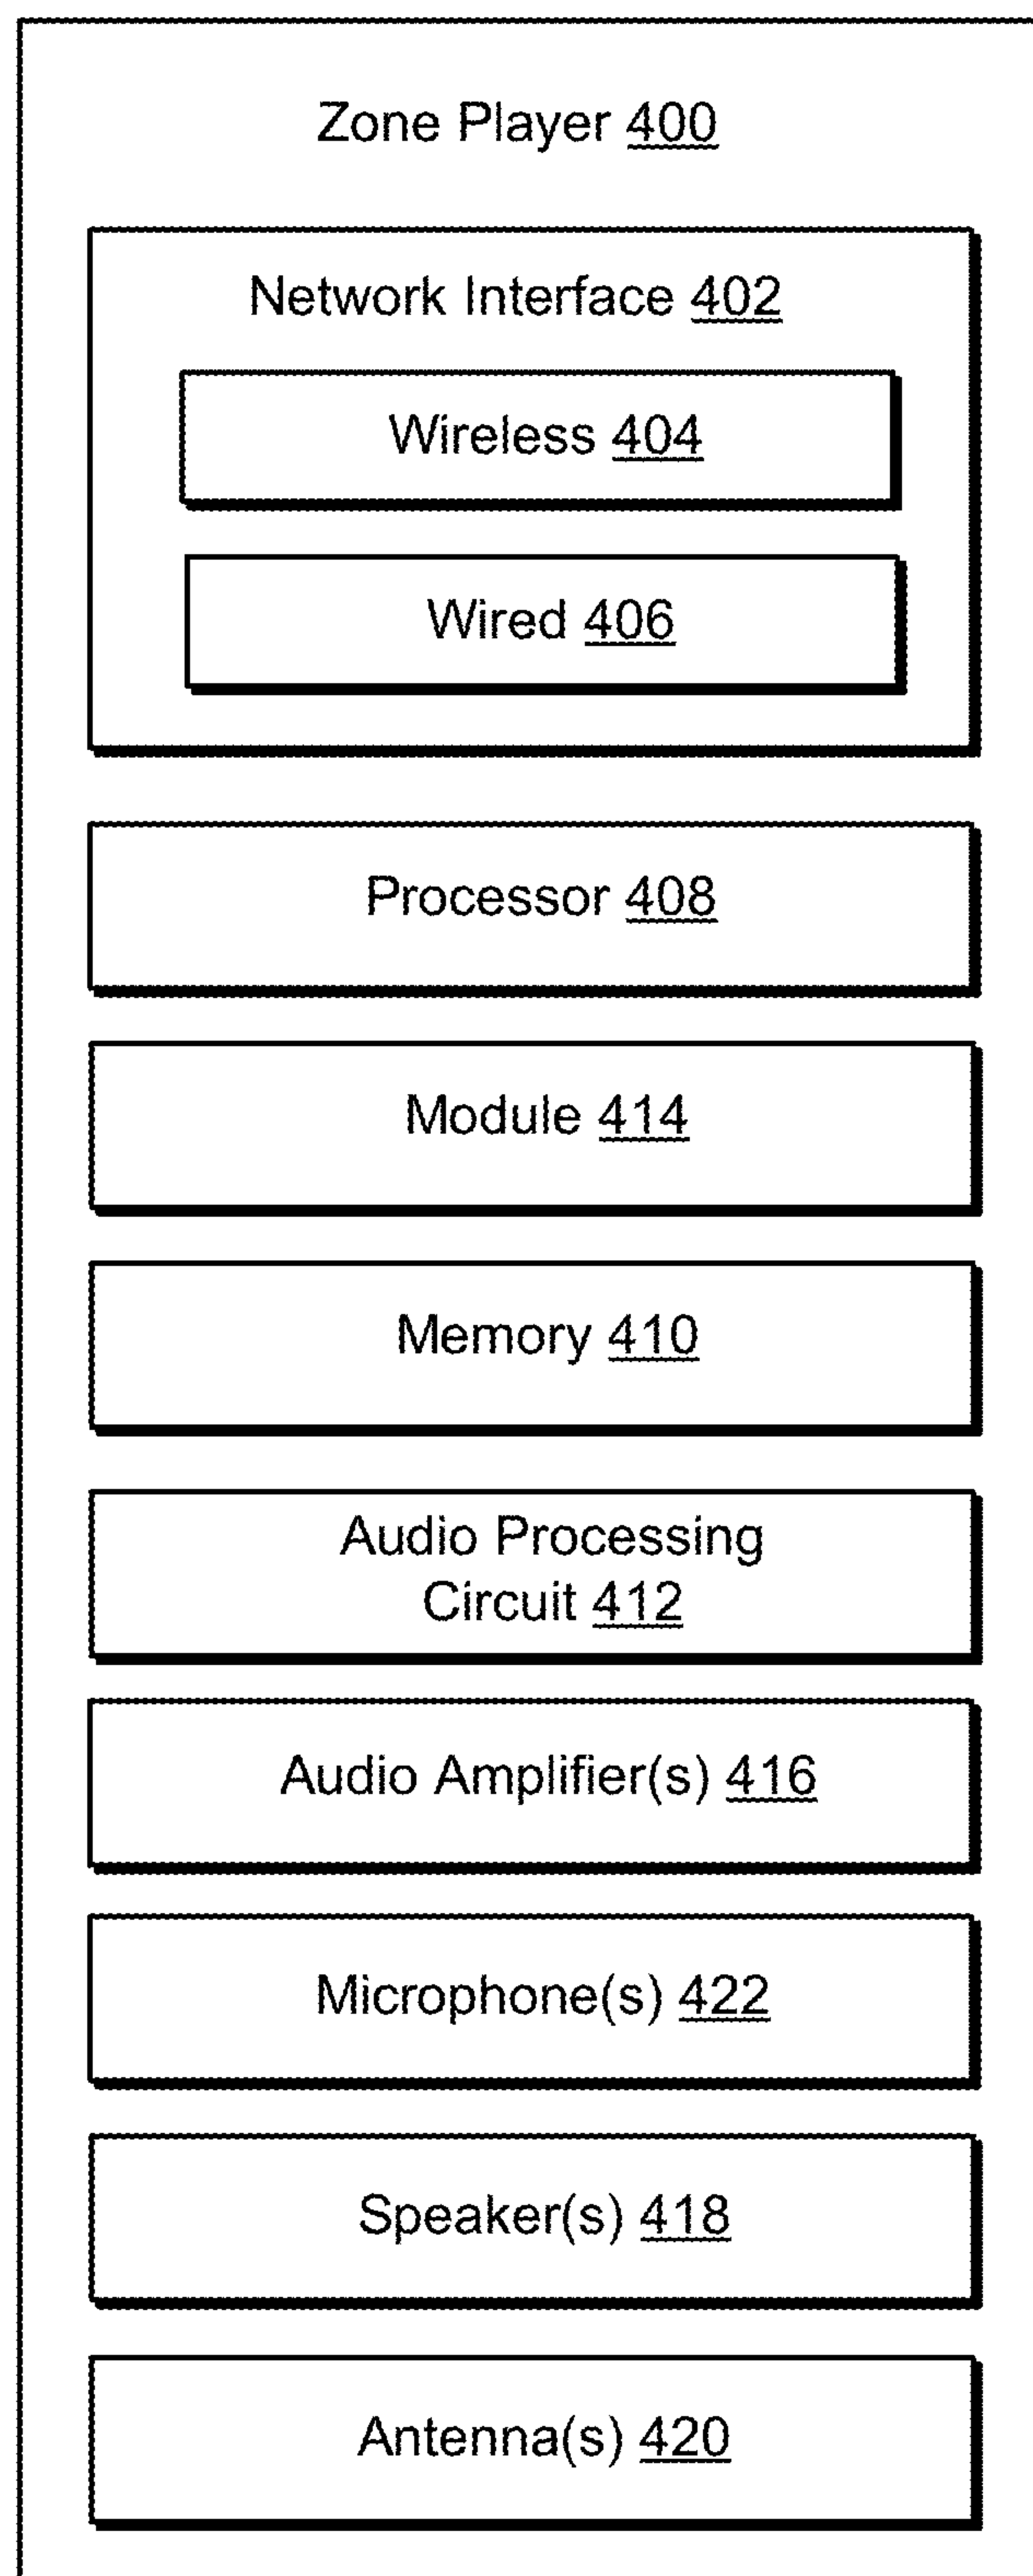 Zone Player 400
Network Interface 402
Wireless 404
Wired 406
Processor 408
Module 414
Memory 410
Audio Processing
Circuit 412
Audio Amplifier(s) 416
Microphone(s) 422
Speaker(s) 418
Antenna(s) 420